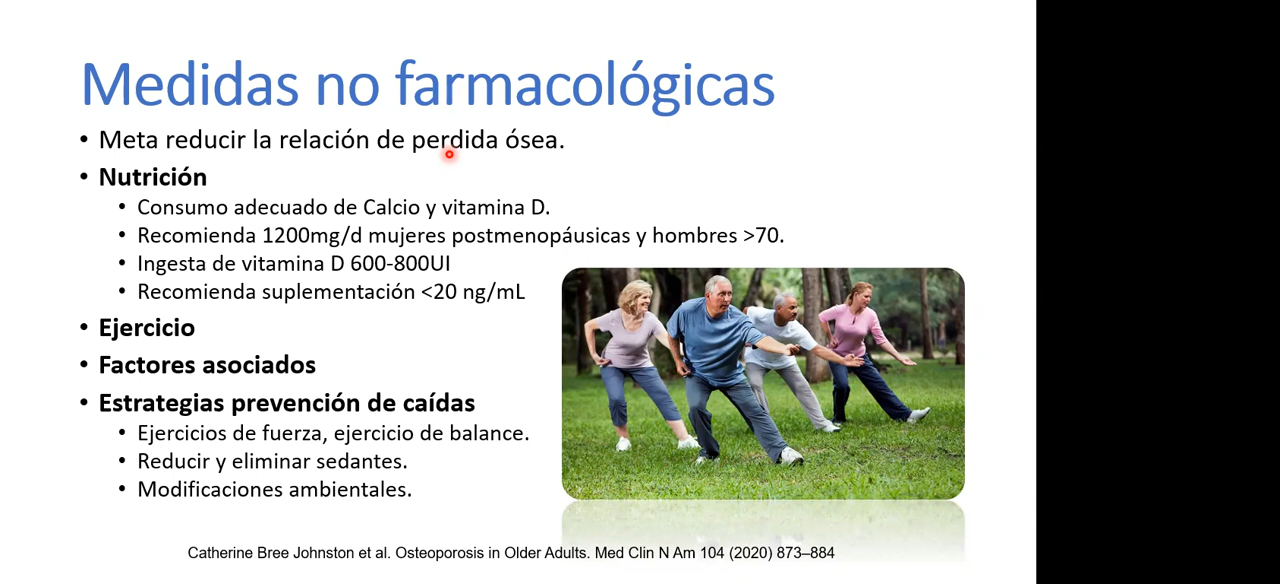 Medidas no farmacológicas
• Meta reducir la relación de perdida ósea.
• Nutrición
• Consumo adecuado de Calcio y vitamina D.
• Recomienda 1200mg/d mujeres postmenopáusicas y hombres >70.
• Ingesta de vitamina D 600-800UI
• Recomienda suplementación <20 ng/mL
• Ejercicio
• Factores asociados
• Estrategias prevención de caídas
• Ejercicios de fuerza, ejercicio de balance.
• Reducir y eliminar sedantes.
• Modificaciones ambientales.
Catherine Bree Johnston et al. Osteoporosis in Older Adults. Med Clin N Am 104 (2020) 873–884